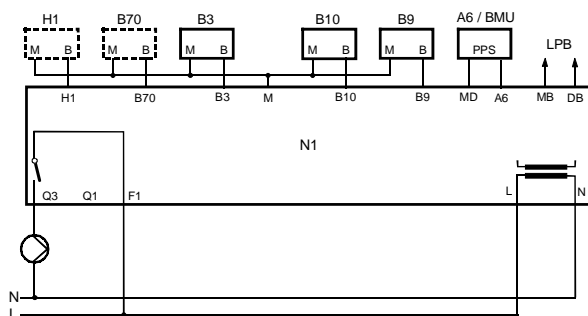 H1 B70 B3 B10 B9 A6 / BMU LPB
M B M B M B M B M B PPS
H1 B70 B3 M B10 B9 MD A6 MB DB
N1
Q3 Q1 F1 L N
N
L